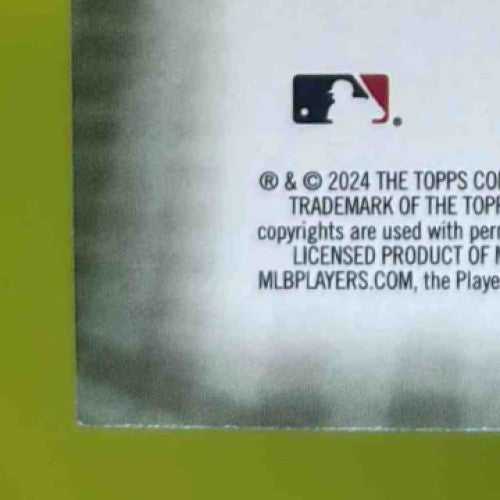 ® & © 2024 THE TOPPS CO
TRADEMARK OF THE TOPP
copyrights are used with per
LICENSED PRODUCT OF
MLBPLAYERS.COM, the Playe